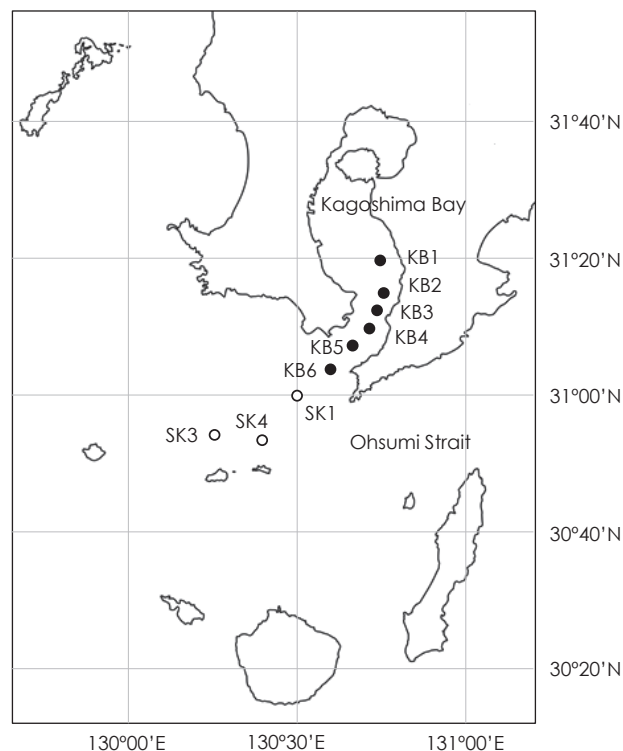 31°40'N
Kagoshima Bay
31°20'N
KB1
KB2
KB3
KB4
KB5
KB6
31°00'N
SK1
SK4
SK3
Ohsumi Strait
30°40'N
30°20'N
130°00'E
130°30'E
131°00'E